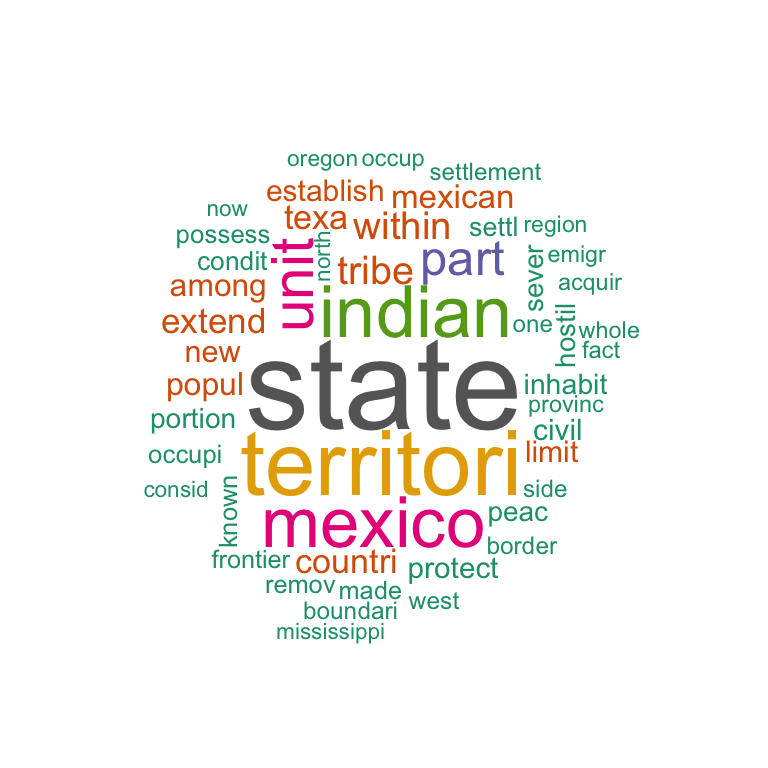 oregon occup
settlement
establish mexican
now texa within settl region
possess north
condit tribe part sever emigr
among unit acquir
extend indian one hostil whole
new fact
popul state inhabit
portion provinc
civil
occupi territori limit
consid known side
mexico peac
frontier countri border
remov made protect
boundari west
mississippi